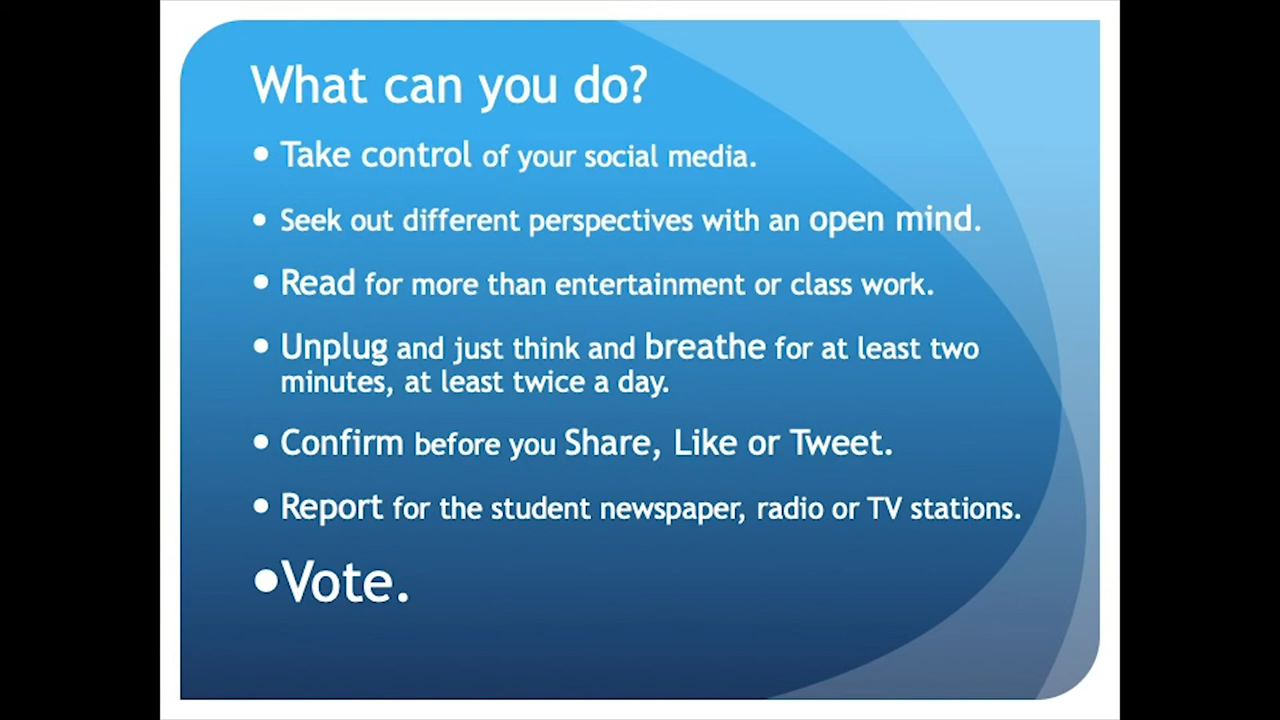 What can you do?
• Take control of your social media.
• Seek out different perspectives with an open mind.
• Read for more than entertainment or class work.
• Unplug and just think and breathe for at least two
minutes, at least twice a day.
• Confirm before you Share, Like or Tweet.
• Report for the student newspaper, radio or TV stations.
•Vote.